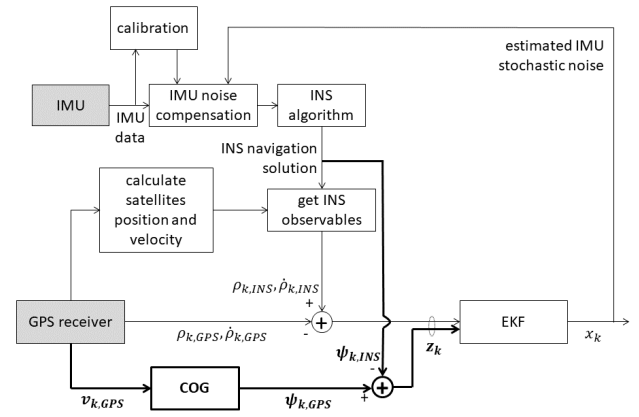 calibration
estimated IMU
stochastic noise
IMU
IMU
data
IMU noise
compensation
INS
algorithm
INS navigation
solution
calculate
satellites
position and
velocity
get INS
observables
ρₖ,INS, ρ̇ₖ,INS
+
GPS receiver
ρₖ,GPS, ρ̇ₖ,GPS
-
+
EKF
xₖ
zₖ
ψₖ,INS
-
COG
vₖ,GPS
ψₖ,GPS
+
+